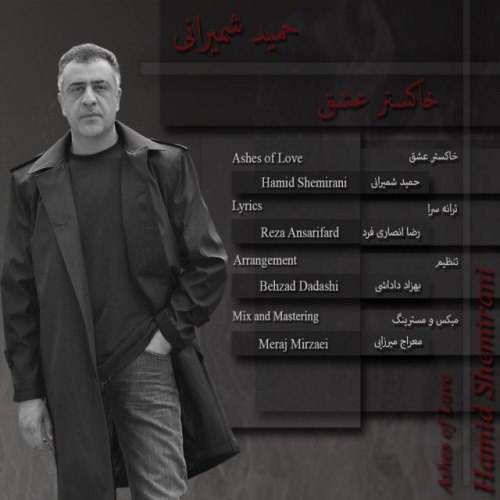 حمید شمیرانی
خاکستر عشق
Ashes of Love خاکستر عشق
Hamid Shemirani حمید شمیرانی
Lyrics ترانه سرا
Reza Ansarifard رضا انصاری فرد
Arrangement تنظیم
Behzad Dadashi بهزاد داداشی
Mix and Mastering میکس و مسترینگ
Meraj Mirzaei معراج میرزایی
Ashes of Love
Hamid Shemirani